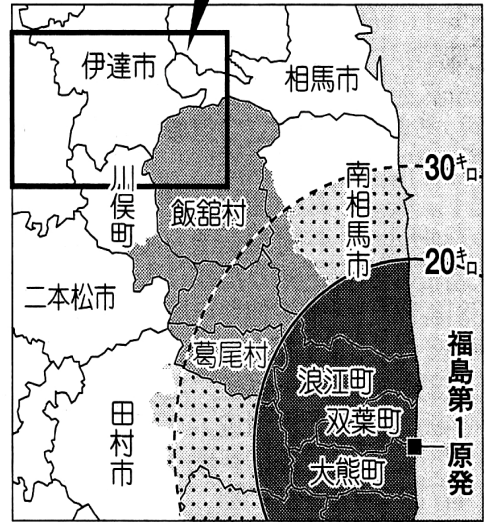 伊達市
相馬市
30㌔
川俣町
飯舘村
南相馬市
20㌔
二本松市
葛尾村
浪江町
双葉町
福島第1原発
田村市
大熊町